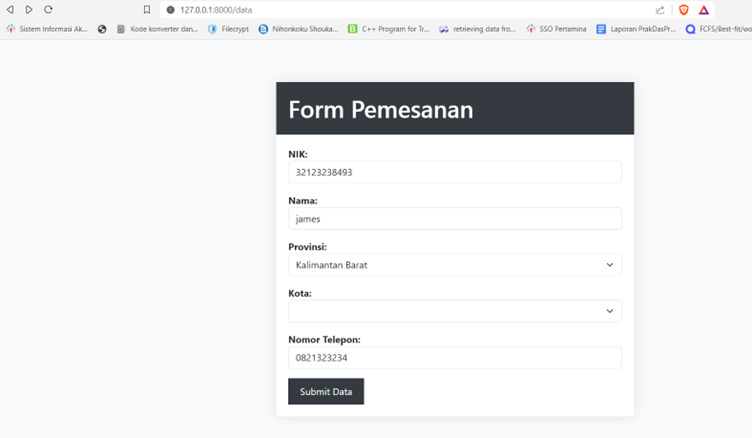 127.0.0.1:8000/data
Sistem Informasi Ak... Kode konverter dan... Filecrypt Nihonkoku Shouka... C++ Program for Tr... retrieving data fro... SSO Pertamina Laporan PrakDasPr... FCFS/Best-fit/wo
Form Pemesanan
NIK:
32123238493
Nama:
james
Provinsi:
Kalimantan Barat
Kota:
Nomor Telepon:
0821323234
Submit Data